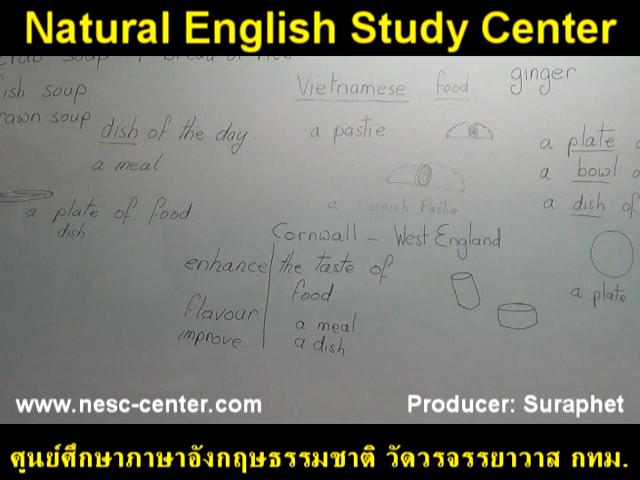 Natural English Study Center
soup
bread or rice
ish soup
rawn soup
dish of the day
a meal
a plate of food
dish
Vietnamese food
ginger
a pastie
a Cornish Pastie
Cornwall - West England
enhance the taste of
food.
flavour
a meal
improve
a dish
a plate
a bowl
a dish of
a plate
www.nesc-center.com
Producer: Suraphet
ศูนย์ศึกษาภาษาอังกฤษธรรมชาติ วัดวรจรรยาวาส กทม.